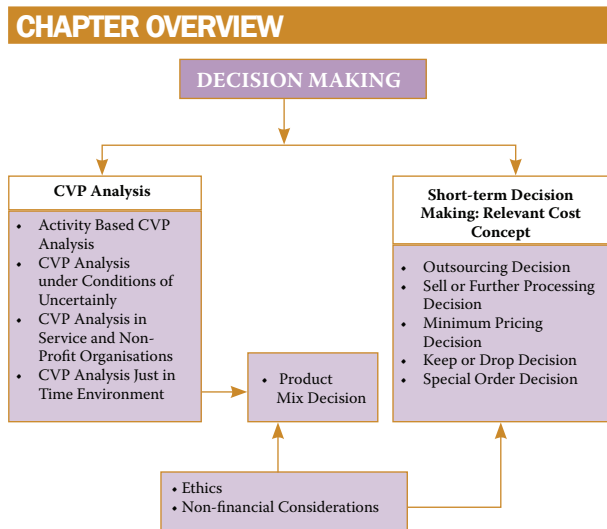 CHAPTER OVERVIEW
DECISION MAKING
CVP Analysis
• Activity Based CVP
Analysis
• CVP Analysis
under Conditions of
Uncertainly
• CVP Analysis in
Service and Non-
Profit Organisations
• CVP Analysis Just in
Time Environment
• Product
Mix Decision
Short-term Decision
Making: Relevant Cost
Concept
• Outsourcing Decision
• Sell or Further Processing
Decision
• Minimum Pricing
Decision
• Keep or Drop Decision
• Special Order Decision
• Ethics
• Non-financial Considerations